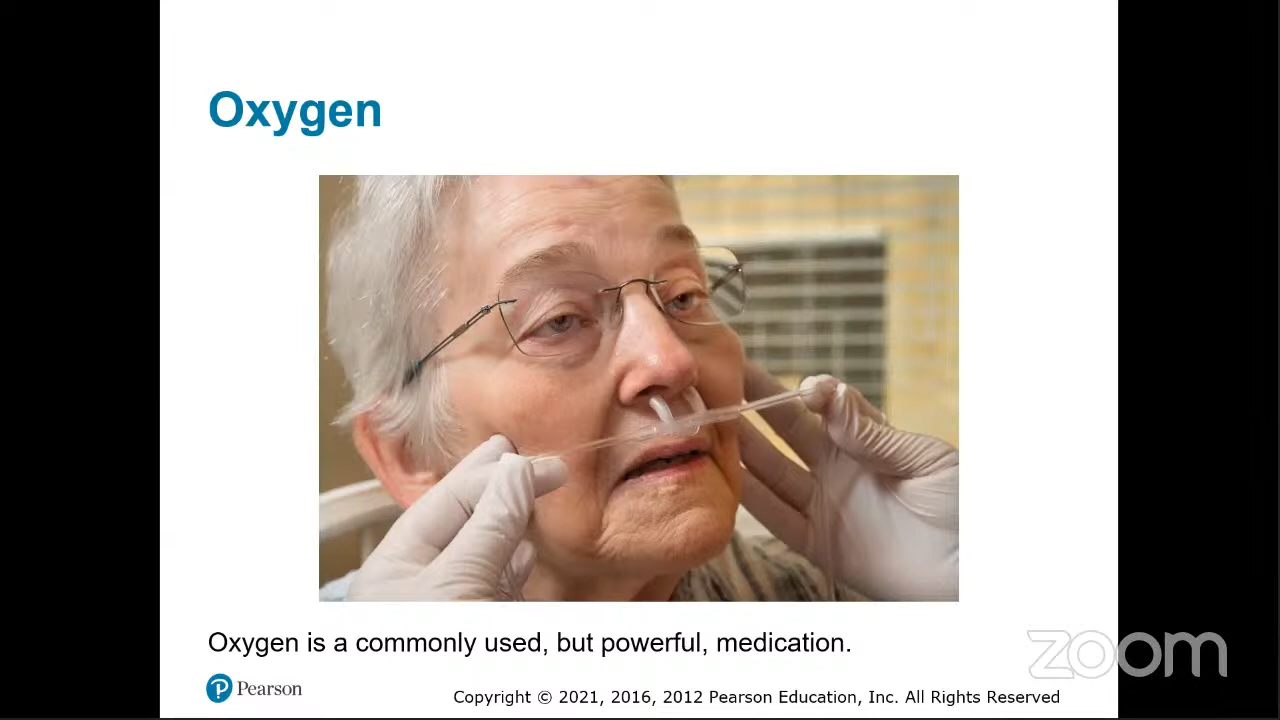 Oxygen
Oxygen is a commonly used, but powerful, medication.
Pearson
Copyright © 2021, 2016, 2012 Pearson Education, Inc. All Rights Reserved
zoom